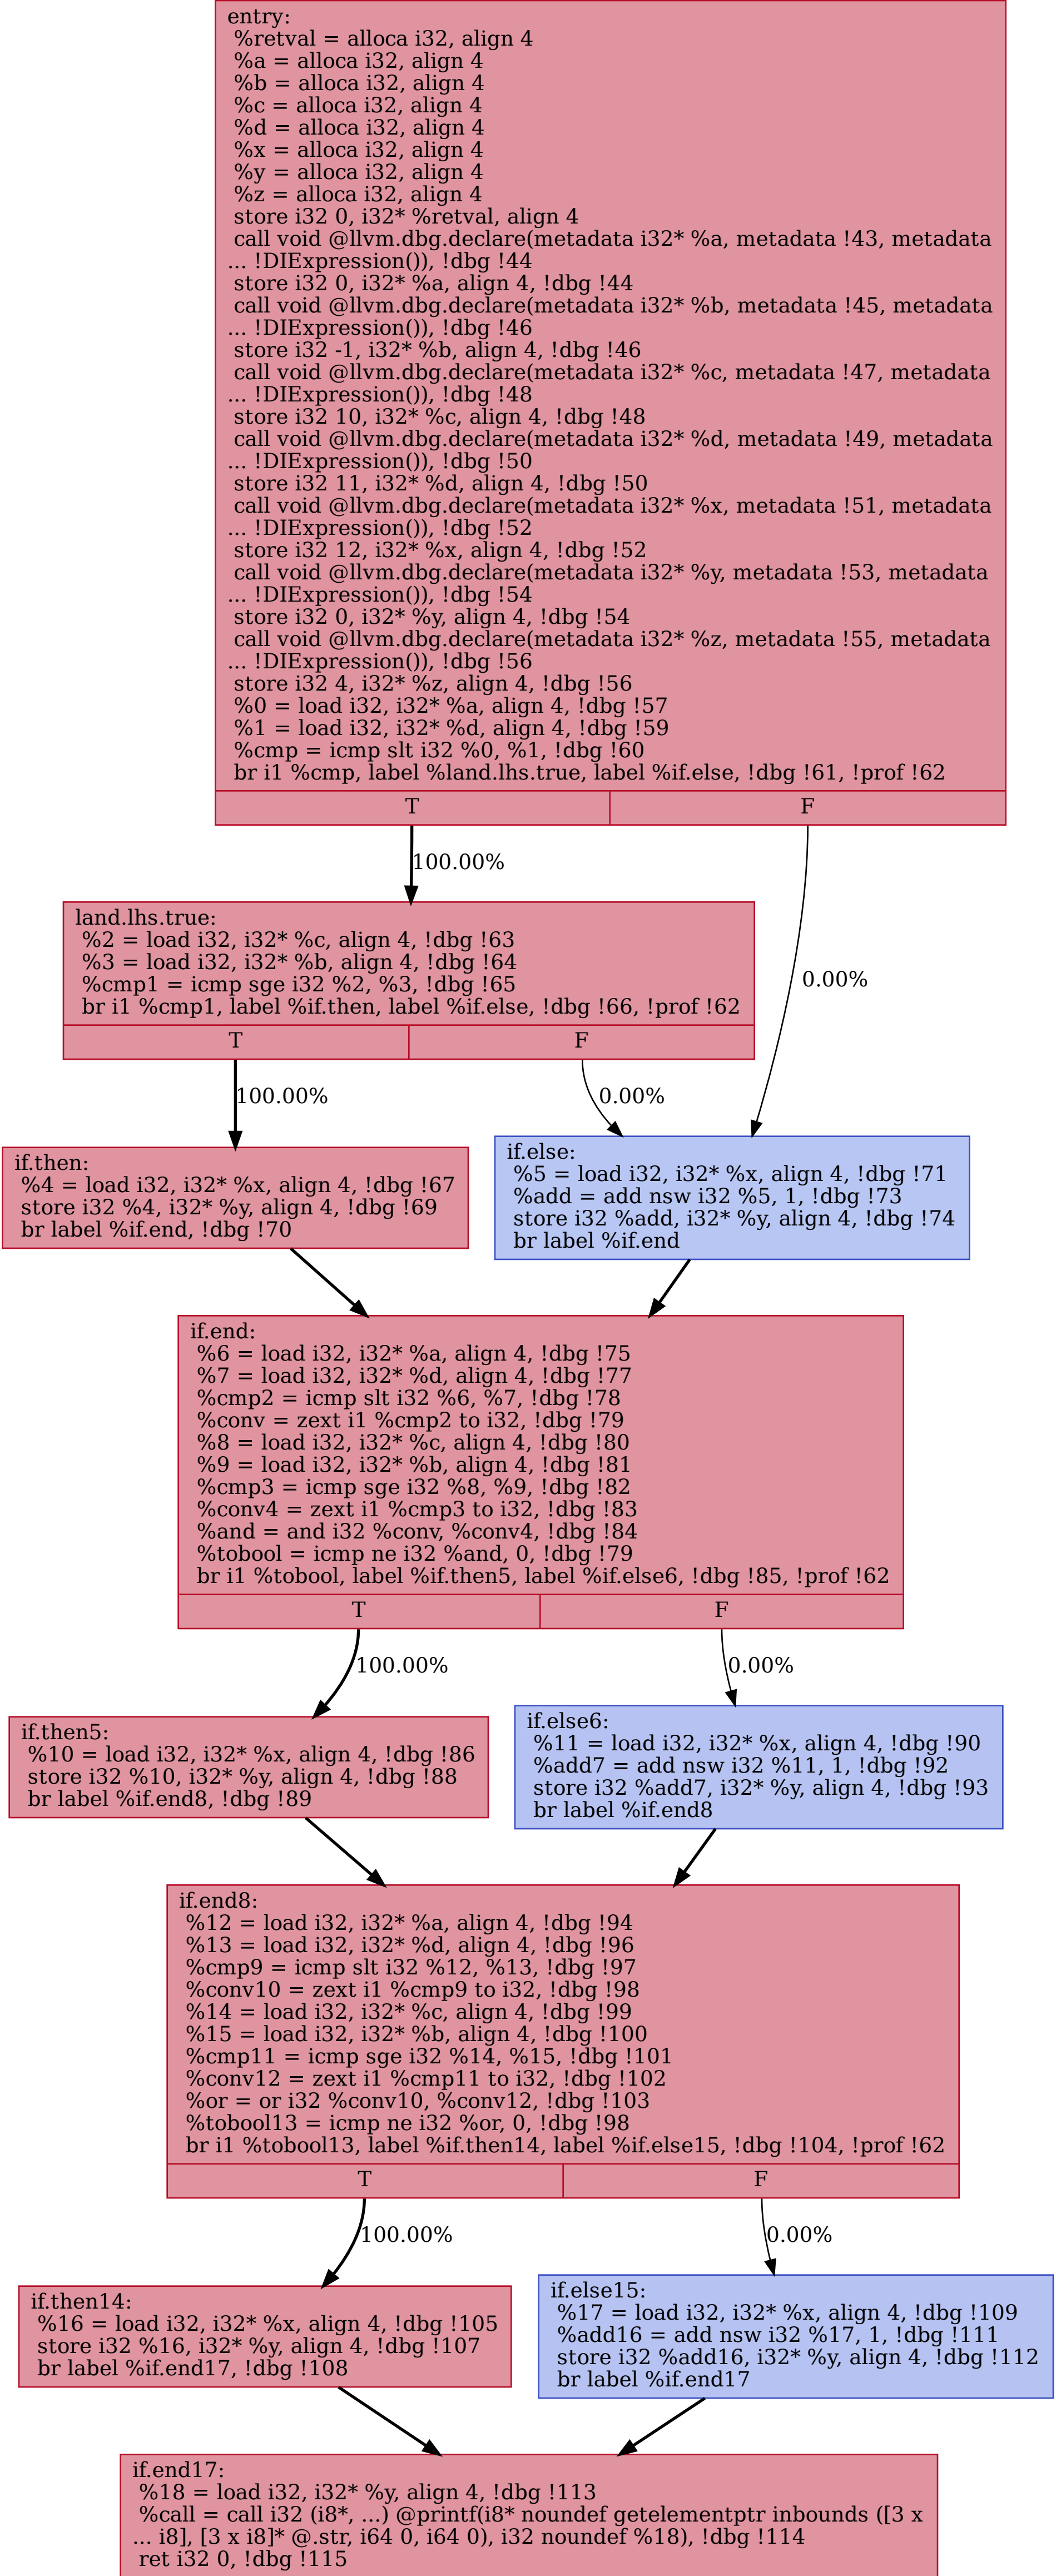 entry:
%retval = alloca i32, align 4
%a = alloca i32, align 4
%b = alloca i32, align 4
%c = alloca i32, align 4
%d = alloca i32, align 4
%x = alloca i32, align 4
%y = alloca i32, align 4
%z = alloca i32, align 4
store i32 0, i32* %retval, align 4
call void @llvm.dbg.declare(metadata i32* %a, metadata !43, metadata
... !DIExpression()), !dbg !44
store i32 0, i32* %a, align 4, !dbg !44
call void @llvm.dbg.declare(metadata i32* %b, metadata !45, metadata
... !DIExpression()), !dbg !46
store i32 -1, i32* %b, align 4, !dbg !46
call void @llvm.dbg.declare(metadata i32* %c, metadata !47, metadata
... !DIExpression()), !dbg !48
store i32 10, i32* %c, align 4, !dbg !48
call void @llvm.dbg.declare(metadata i32* %d, metadata !49, metadata
... !DIExpression()), !dbg !50
store i32 11, i32* %d, align 4, !dbg !50
call void @llvm.dbg.declare(metadata i32* %x, metadata !51, metadata
... !DIExpression()), !dbg !52
store i32 12, i32* %x, align 4, !dbg !52
call void @llvm.dbg.declare(metadata i32* %y, metadata !53, metadata
... !DIExpression()), !dbg !54
store i32 0, i32* %y, align 4, !dbg !54
call void @llvm.dbg.declare(metadata i32* %z, metadata !55, metadata
... !DIExpression()), !dbg !56
store i32 4, i32* %z, align 4, !dbg !56
%0 = load i32, i32* %a, align 4, !dbg !57
%1 = load i32, i32* %d, align 4, !dbg !59
%cmp = icmp slt i32 %0, %1, !dbg !60
br i1 %cmp, label %land.lhs.true, label %if.else, !dbg !61, !prof !62
T
F
100.00%
land.lhs.true:
%2 = load i32, i32* %c, align 4, !dbg !63
%3 = load i32, i32* %b, align 4, !dbg !64
%cmp1 = icmp sge i32 %2, %3, !dbg !65
br i1 %cmp1, label %if.then, label %if.else, !dbg !66, !prof !62
T
F
0.00%
100.00%
0.00%
if.then:
%4 = load i32, i32* %x, align 4, !dbg !67
store i32 %4, i32* %y, align 4, !dbg !69
br label %if.end, !dbg !70
if.else:
%5 = load i32, i32* %x, align 4, !dbg !71
%add = add nsw i32 %5, 1, !dbg !73
store i32 %add, i32* %y, align 4, !dbg !74
br label %if.end
if.end:
%6 = load i32, i32* %a, align 4, !dbg !75
%7 = load i32, i32* %d, align 4, !dbg !77
%cmp2 = icmp slt i32 %6, %7, !dbg !78
%conv = zext i1 %cmp2 to i32, !dbg !79
%8 = load i32, i32* %c, align 4, !dbg !80
%9 = load i32, i32* %b, align 4, !dbg !81
%cmp3 = icmp sge i32 %8, %9, !dbg !82
%conv4 = zext i1 %cmp3 to i32, !dbg !83
%and = and i32 %conv, %conv4, !dbg !84
%tobool = icmp ne i32 %and, 0, !dbg !79
br i1 %tobool, label %if.then5, label %if.else6, !dbg !85, !prof !62
T
F
100.00%
0.00%
if.then5:
%10 = load i32, i32* %x, align 4, !dbg !86
store i32 %10, i32* %y, align 4, !dbg !88
br label %if.end8, !dbg !89
if.else6:
%11 = load i32, i32* %x, align 4, !dbg !90
%add7 = add nsw i32 %11, 1, !dbg !92
store i32 %add7, i32* %y, align 4, !dbg !93
br label %if.end8
if.end8:
%12 = load i32, i32* %a, align 4, !dbg !94
%13 = load i32, i32* %d, align 4, !dbg !96
%cmp9 = icmp slt i32 %12, %13, !dbg !97
%conv10 = zext i1 %cmp9 to i32, !dbg !98
%14 = load i32, i32* %c, align 4, !dbg !99
%15 = load i32, i32* %b, align 4, !dbg !100
%cmp11 = icmp sge i32 %14, %15, !dbg !101
%conv12 = zext i1 %cmp11 to i32, !dbg !102
%or = or i32 %conv10, %conv12, !dbg !103
%tobool13 = icmp ne i32 %or, 0, !dbg !98
br i1 %tobool13, label %if.then14, label %if.else15, !dbg !104, !prof !62
T
F
100.00%
0.00%
if.then14:
%16 = load i32, i32* %x, align 4, !dbg !105
store i32 %16, i32* %y, align 4, !dbg !107
br label %if.end17, !dbg !108
if.else15:
%17 = load i32, i32* %x, align 4, !dbg !109
%add16 = add nsw i32 %17, 1, !dbg !111
store i32 %add16, i32* %y, align 4, !dbg !112
br label %if.end17
if.end17:
%18 = load i32, i32* %y, align 4, !dbg !113
%call = call i32 (i8*, ...) @printf(i8* noundef getelementptr inbounds ([3 x
... i8], [3 x i8]* @.str, i64 0, i64 0), i32 noundef %18), !dbg !114
ret i32 0, !dbg !115